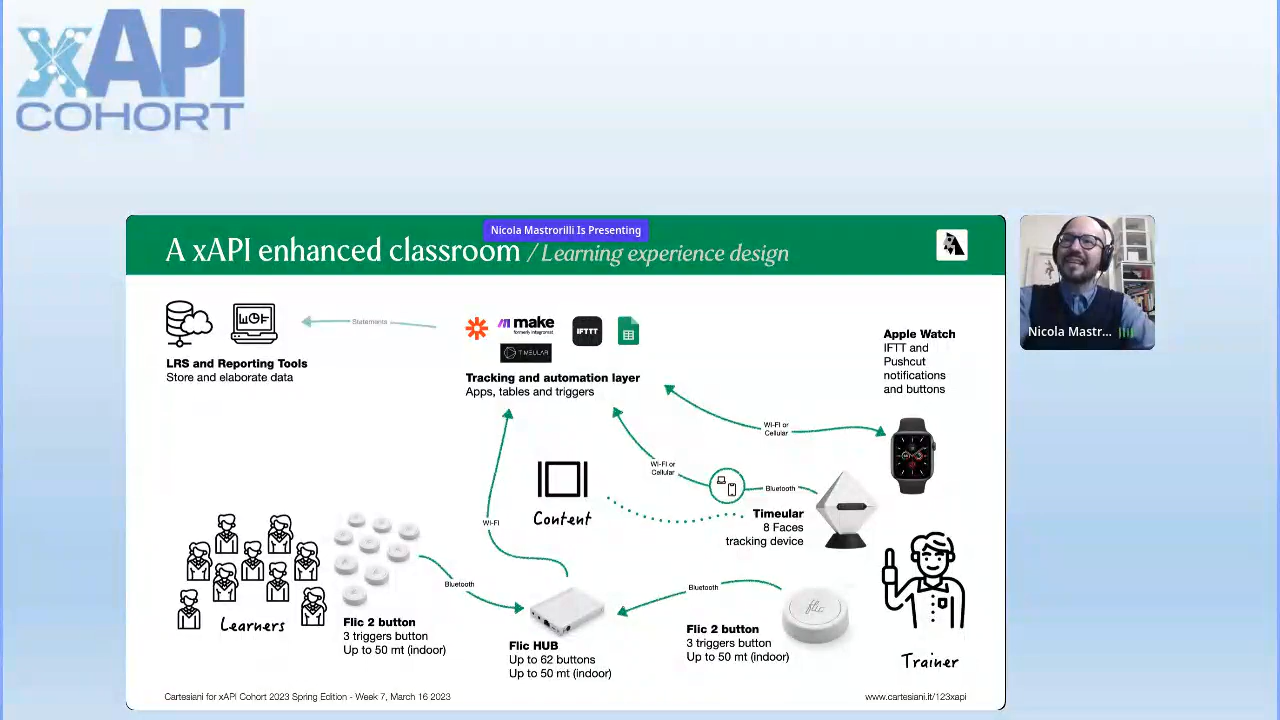 xAPI
COHORT
Nicola Mastrorilli Is Presenting
A xAPI enhanced classroom / Learning experience design
Nicola Mastr...
LRS and Reporting Tools
Store and elaborate data
Statements
make
formerly integromat
IFTTT
TIMEULAR
Tracking and automation layer
Apps, tables and triggers
Apple Watch
IFTT and
Pushcut
notifications
and buttons
WI-FI or
Cellular
WI-FI or
Cellular
Bluetooth
Content
Timeular
8 Faces
tracking device
WI-FI
Learners
Flic 2 button
3 triggers button
Up to 50 mt (indoor)
Bluetooth
Flic HUB
Up to 62 buttons
Up to 50 mt (indoor)
Bluetooth
flic
Flic 2 button
3 triggers button
Up to 50 mt (indoor)
Trainer
Cartesiani for xAPI Cohort 2023 Spring Edition - Week 7, March 16 2023
www.cartesiani.it/123xapi